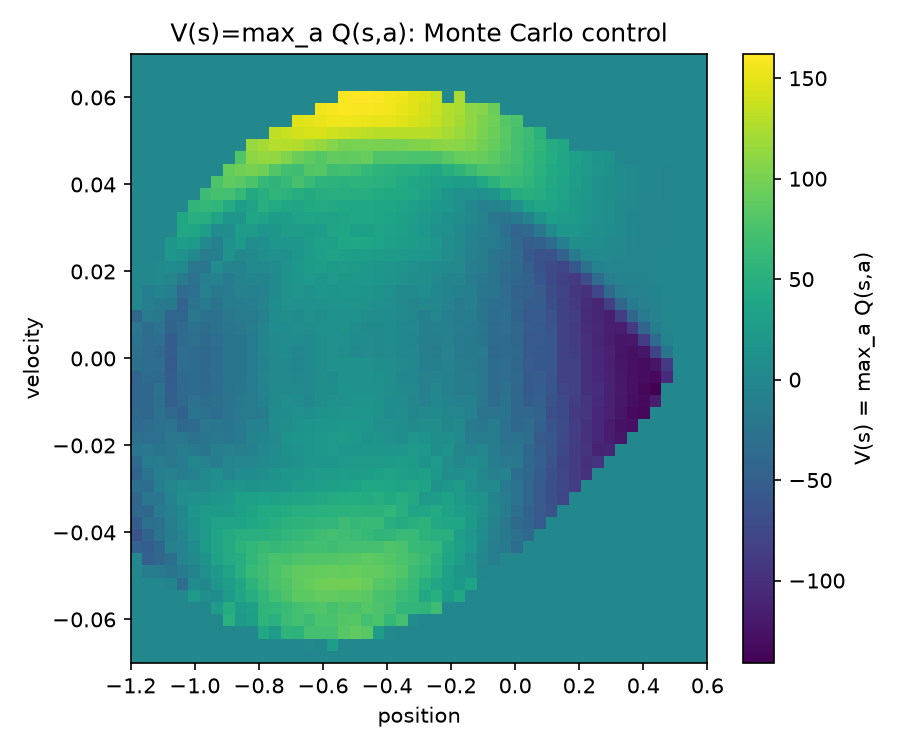 V(s)=max_a Q(s,a): Monte Carlo control
0.06
0.04
0.02
0.00
−0.02
−0.04
−0.06
velocity
−1.2 −1.0 −0.8 −0.6 −0.4 −0.2 0.0 0.2 0.4 0.6
position
150
100
50
0
−50
−100
V(s) = max_a Q(s,a)